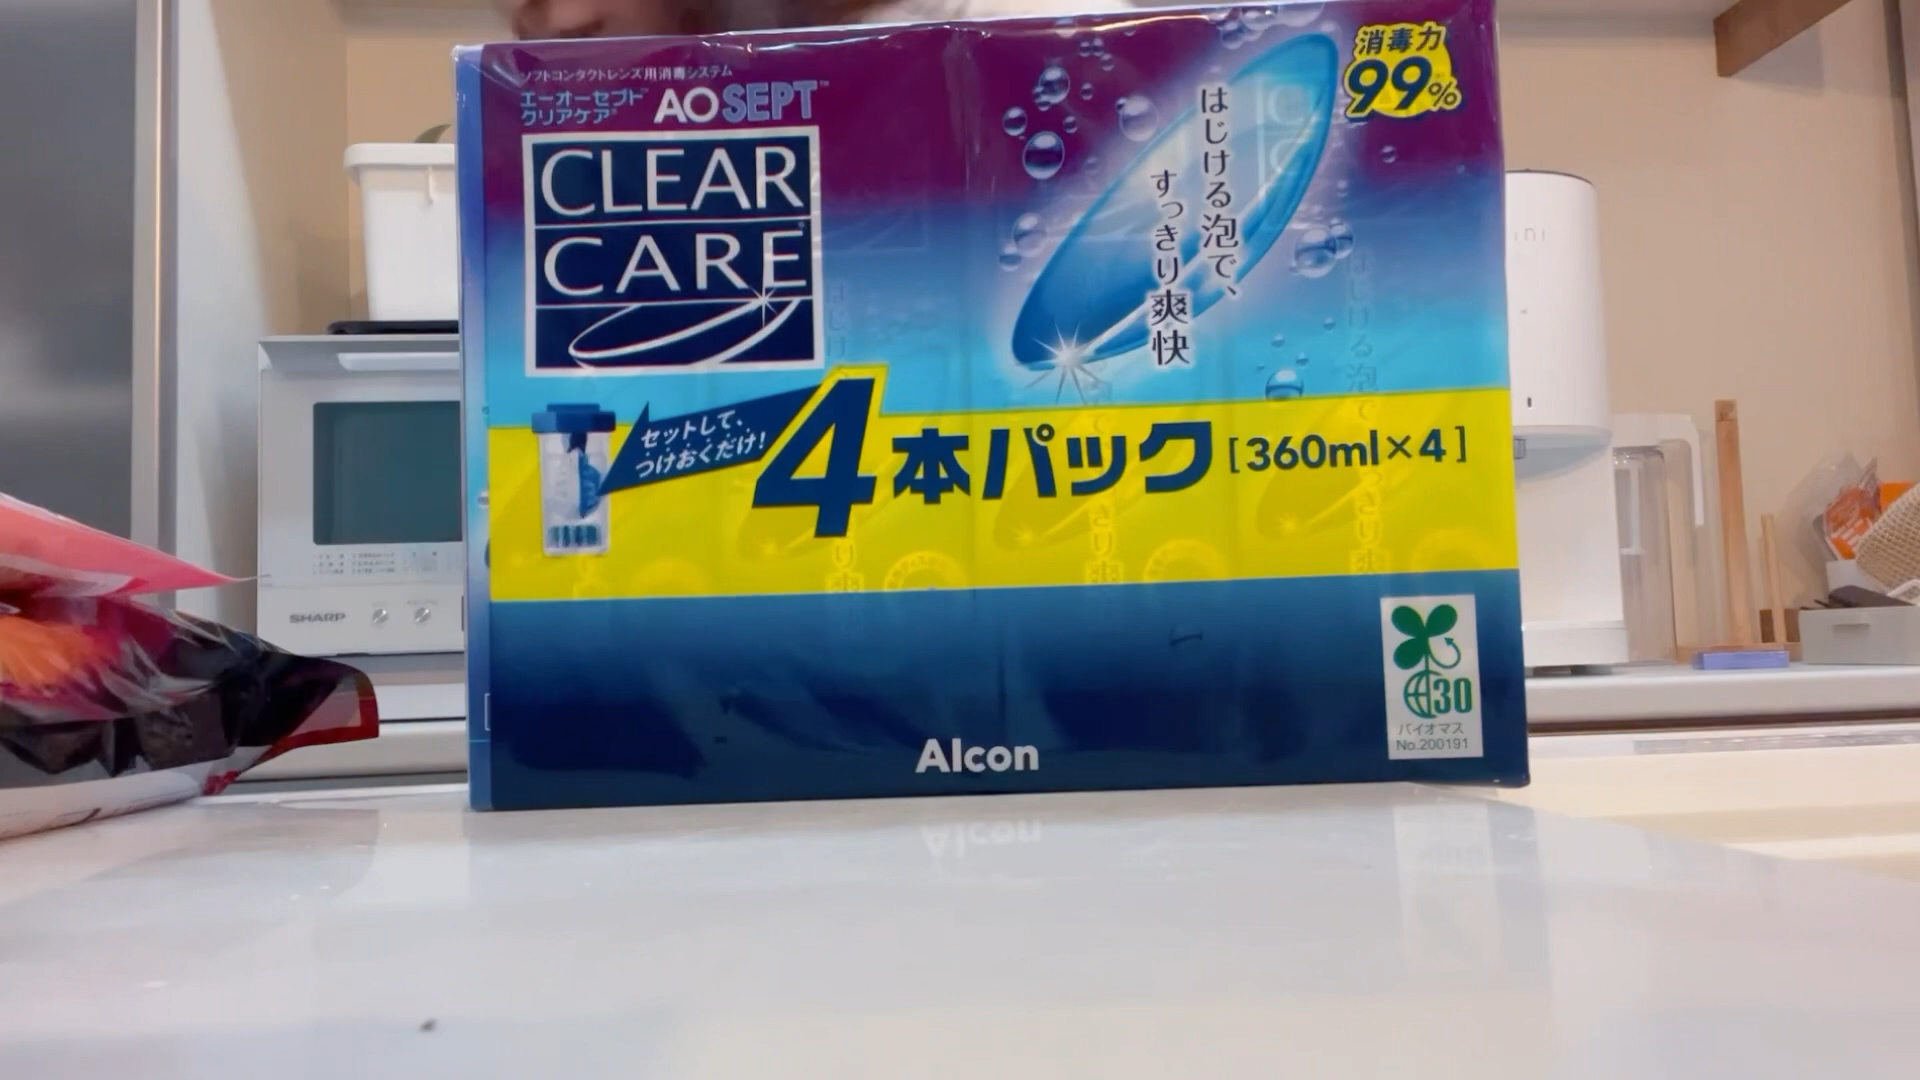 ソフトコンタクトレンズ用消毒システム
エーオーセプト™
クリアケア®
AOSEPT™
CLEAR
CARE®
はじける泡で、
すっきり爽快
消毒力
99%
セットして、
つけおくだけ!
4本パック[360ml×4]
30
バイオマス
No.200191
Alcon
SHARP
ini